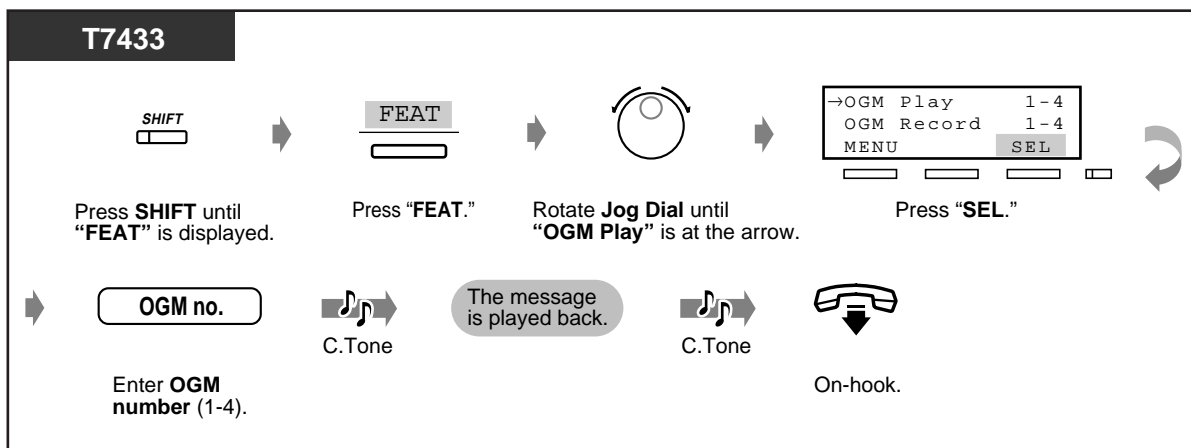 T7433
SHIFT
FEAT
→OGM Play 1-4
OGM Record 1-4
MENU SEL
Press SHIFT until
“FEAT” is displayed.
Press “FEAT.”
Rotate Jog Dial until
“OGM Play” is at the arrow.
Press “SEL.”
OGM no.
C.Tone
The message
is played back.
C.Tone
Enter OGM
number (1-4).
On-hook.